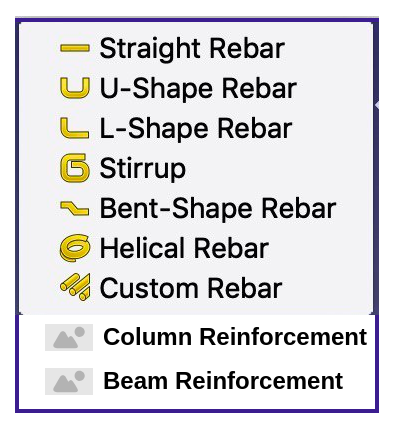 Straight Rebar
U-Shape Rebar
L-Shape Rebar
Stirrup
Bent-Shape Rebar
Helical Rebar
Custom Rebar
Column Reinforcement
Beam Reinforcement